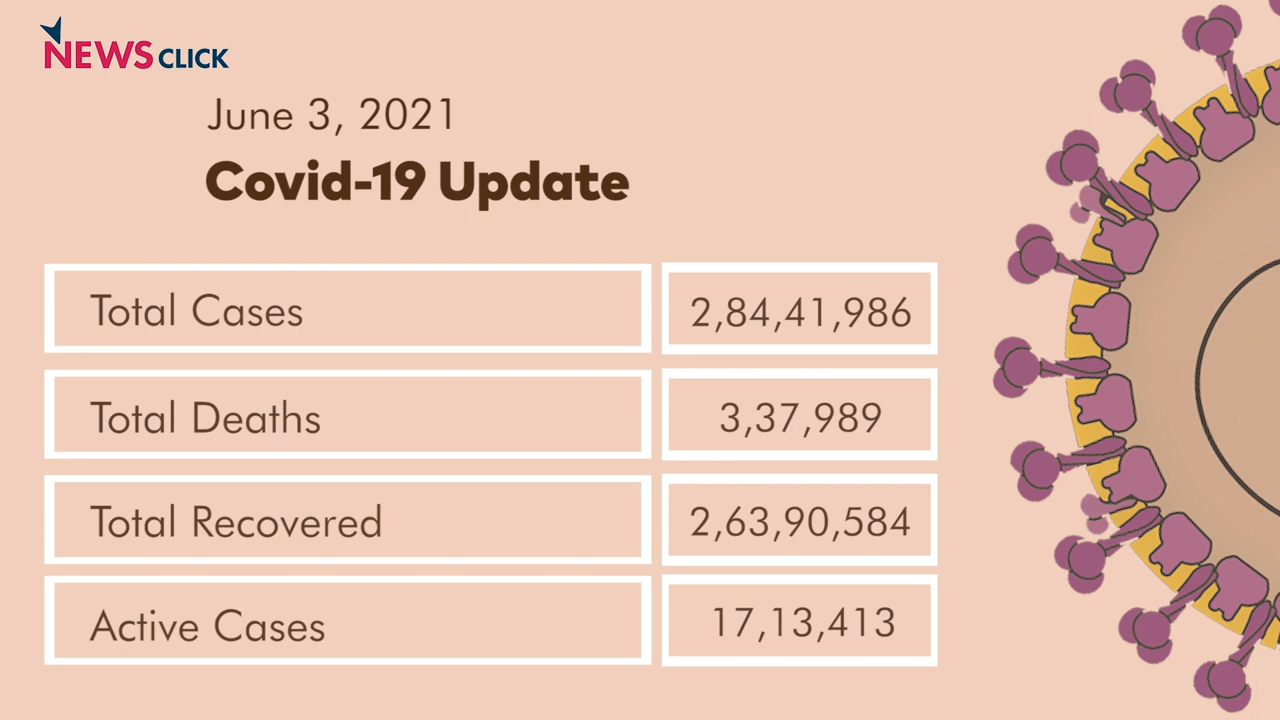 NEWSCLICK
June 3, 2021
Covid-19 Update
Total Cases 2,84,41,986
Total Deaths 3,37,989
Total Recovered 2,63,90,584
Active Cases 17,13,413